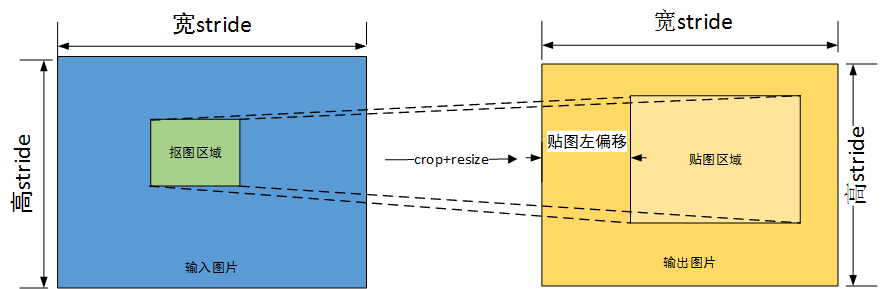 宽stride
宽stride
高stride
抠图区域
输入图片
crop+resize
贴图左偏移
贴图区域
输出图片
高stride